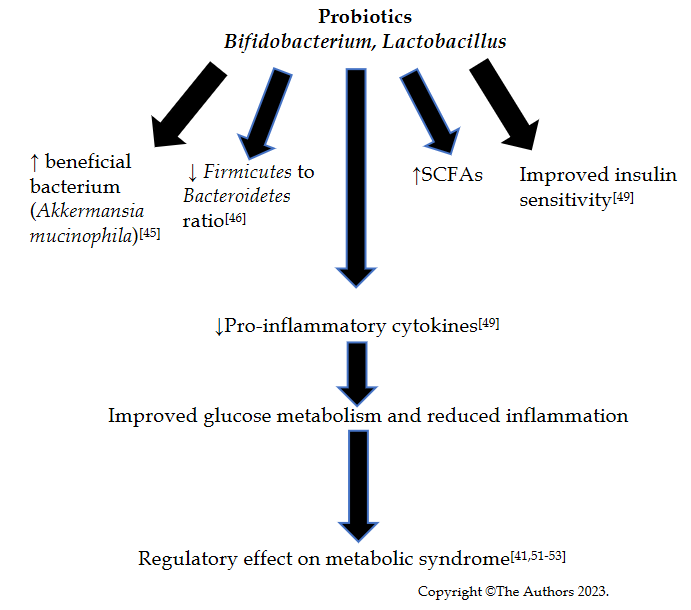 Probiotics
Bifidobacterium, Lactobacillus
↑ beneficial
bacterium
(Akkermansia
mucinophila)[45]
↓ Firmicutes to
Bacteroidetes
ratio[46]
↑SCFAs
Improved insulin
sensitivity[49]
↓Pro-inflammatory cytokines[49]
Improved glucose metabolism and reduced inflammation
Regulatory effect on metabolic syndrome[41,51-53]
Copyright ©The Authors 2023.